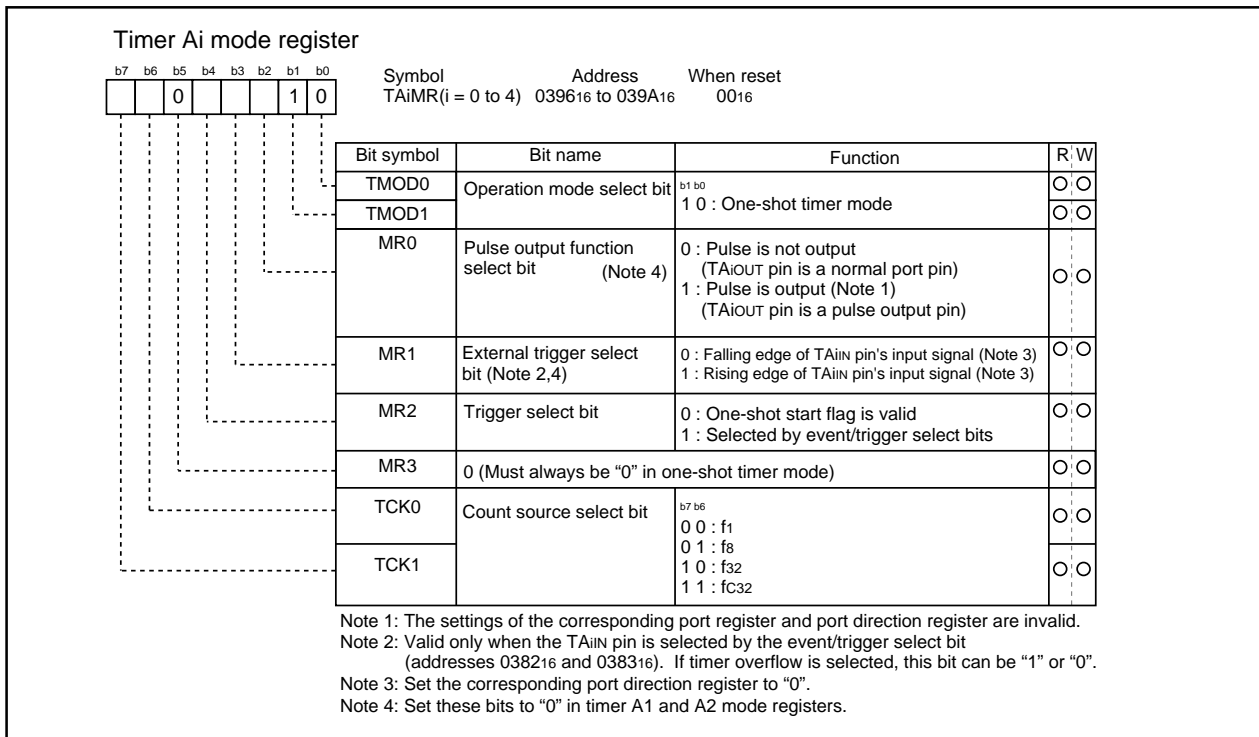 Timer Ai mode register
b7 b6 b5 b4 b3 b2 b1 b0
0 1 0
Symbol Address When reset
TAiMR(i = 0 to 4) 039616 to 039A16 0016
Bit symbol Bit name Function R W
TMOD0 Operation mode select bit b1 b0
1 0 : One-shot timer mode
TMOD1
MR0 Pulse output function
select bit (Note 4)
0 : Pulse is not output
(TAiOUT pin is a normal port pin)
1 : Pulse is output (Note 1)
(TAiOUT pin is a pulse output pin)
MR1 External trigger select
bit (Note 2,4)
0 : Falling edge of TAiIN pin's input signal (Note 3)
1 : Rising edge of TAiIN pin's input signal (Note 3)
MR2 Trigger select bit 0 : One-shot start flag is valid
1 : Selected by event/trigger select bits
MR3 0 (Must always be “0” in one-shot timer mode)
TCK0 Count source select bit b7 b6
0 0 : f1
0 1 : f8
TCK1 1 0 : f32
1 1 : fC32
Note 1: The settings of the corresponding port register and port direction register are invalid.
Note 2: Valid only when the TAiIN pin is selected by the event/trigger select bit
(addresses 038216 and 038316). If timer overflow is selected, this bit can be “1” or “0”.
Note 3: Set the corresponding port direction register to “0”.
Note 4: Set these bits to “0” in timer A1 and A2 mode registers.